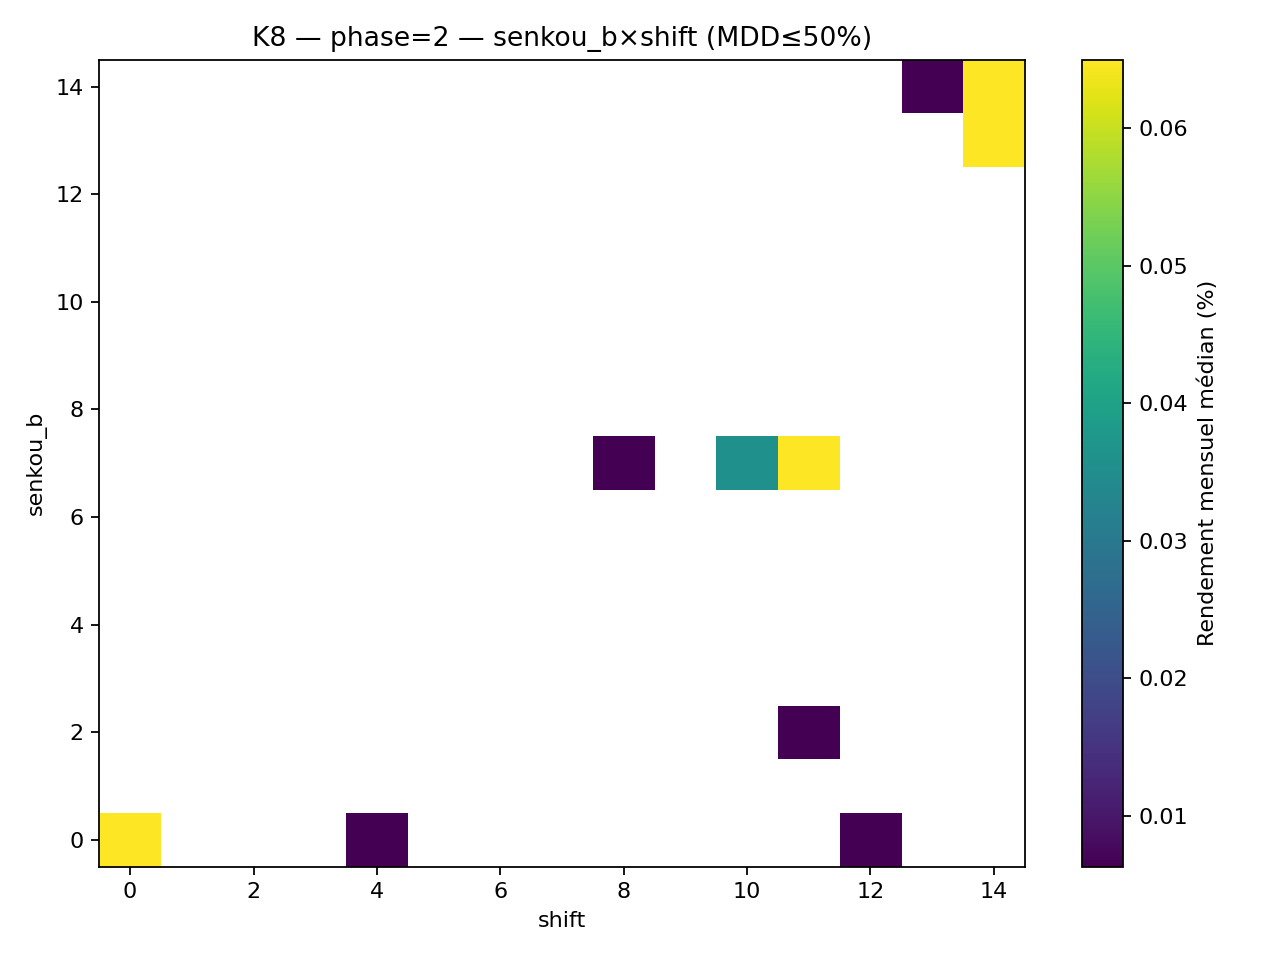 K8 — phase=2 — senkou_b×shift (MDD≤50%)
14
12
10
8
6
4
2
0
senkou_b
0 2 4 6 8 10 12 14
shift
0.06
0.05
0.04
0.03
0.02
0.01
Rendement mensuel médian (%)